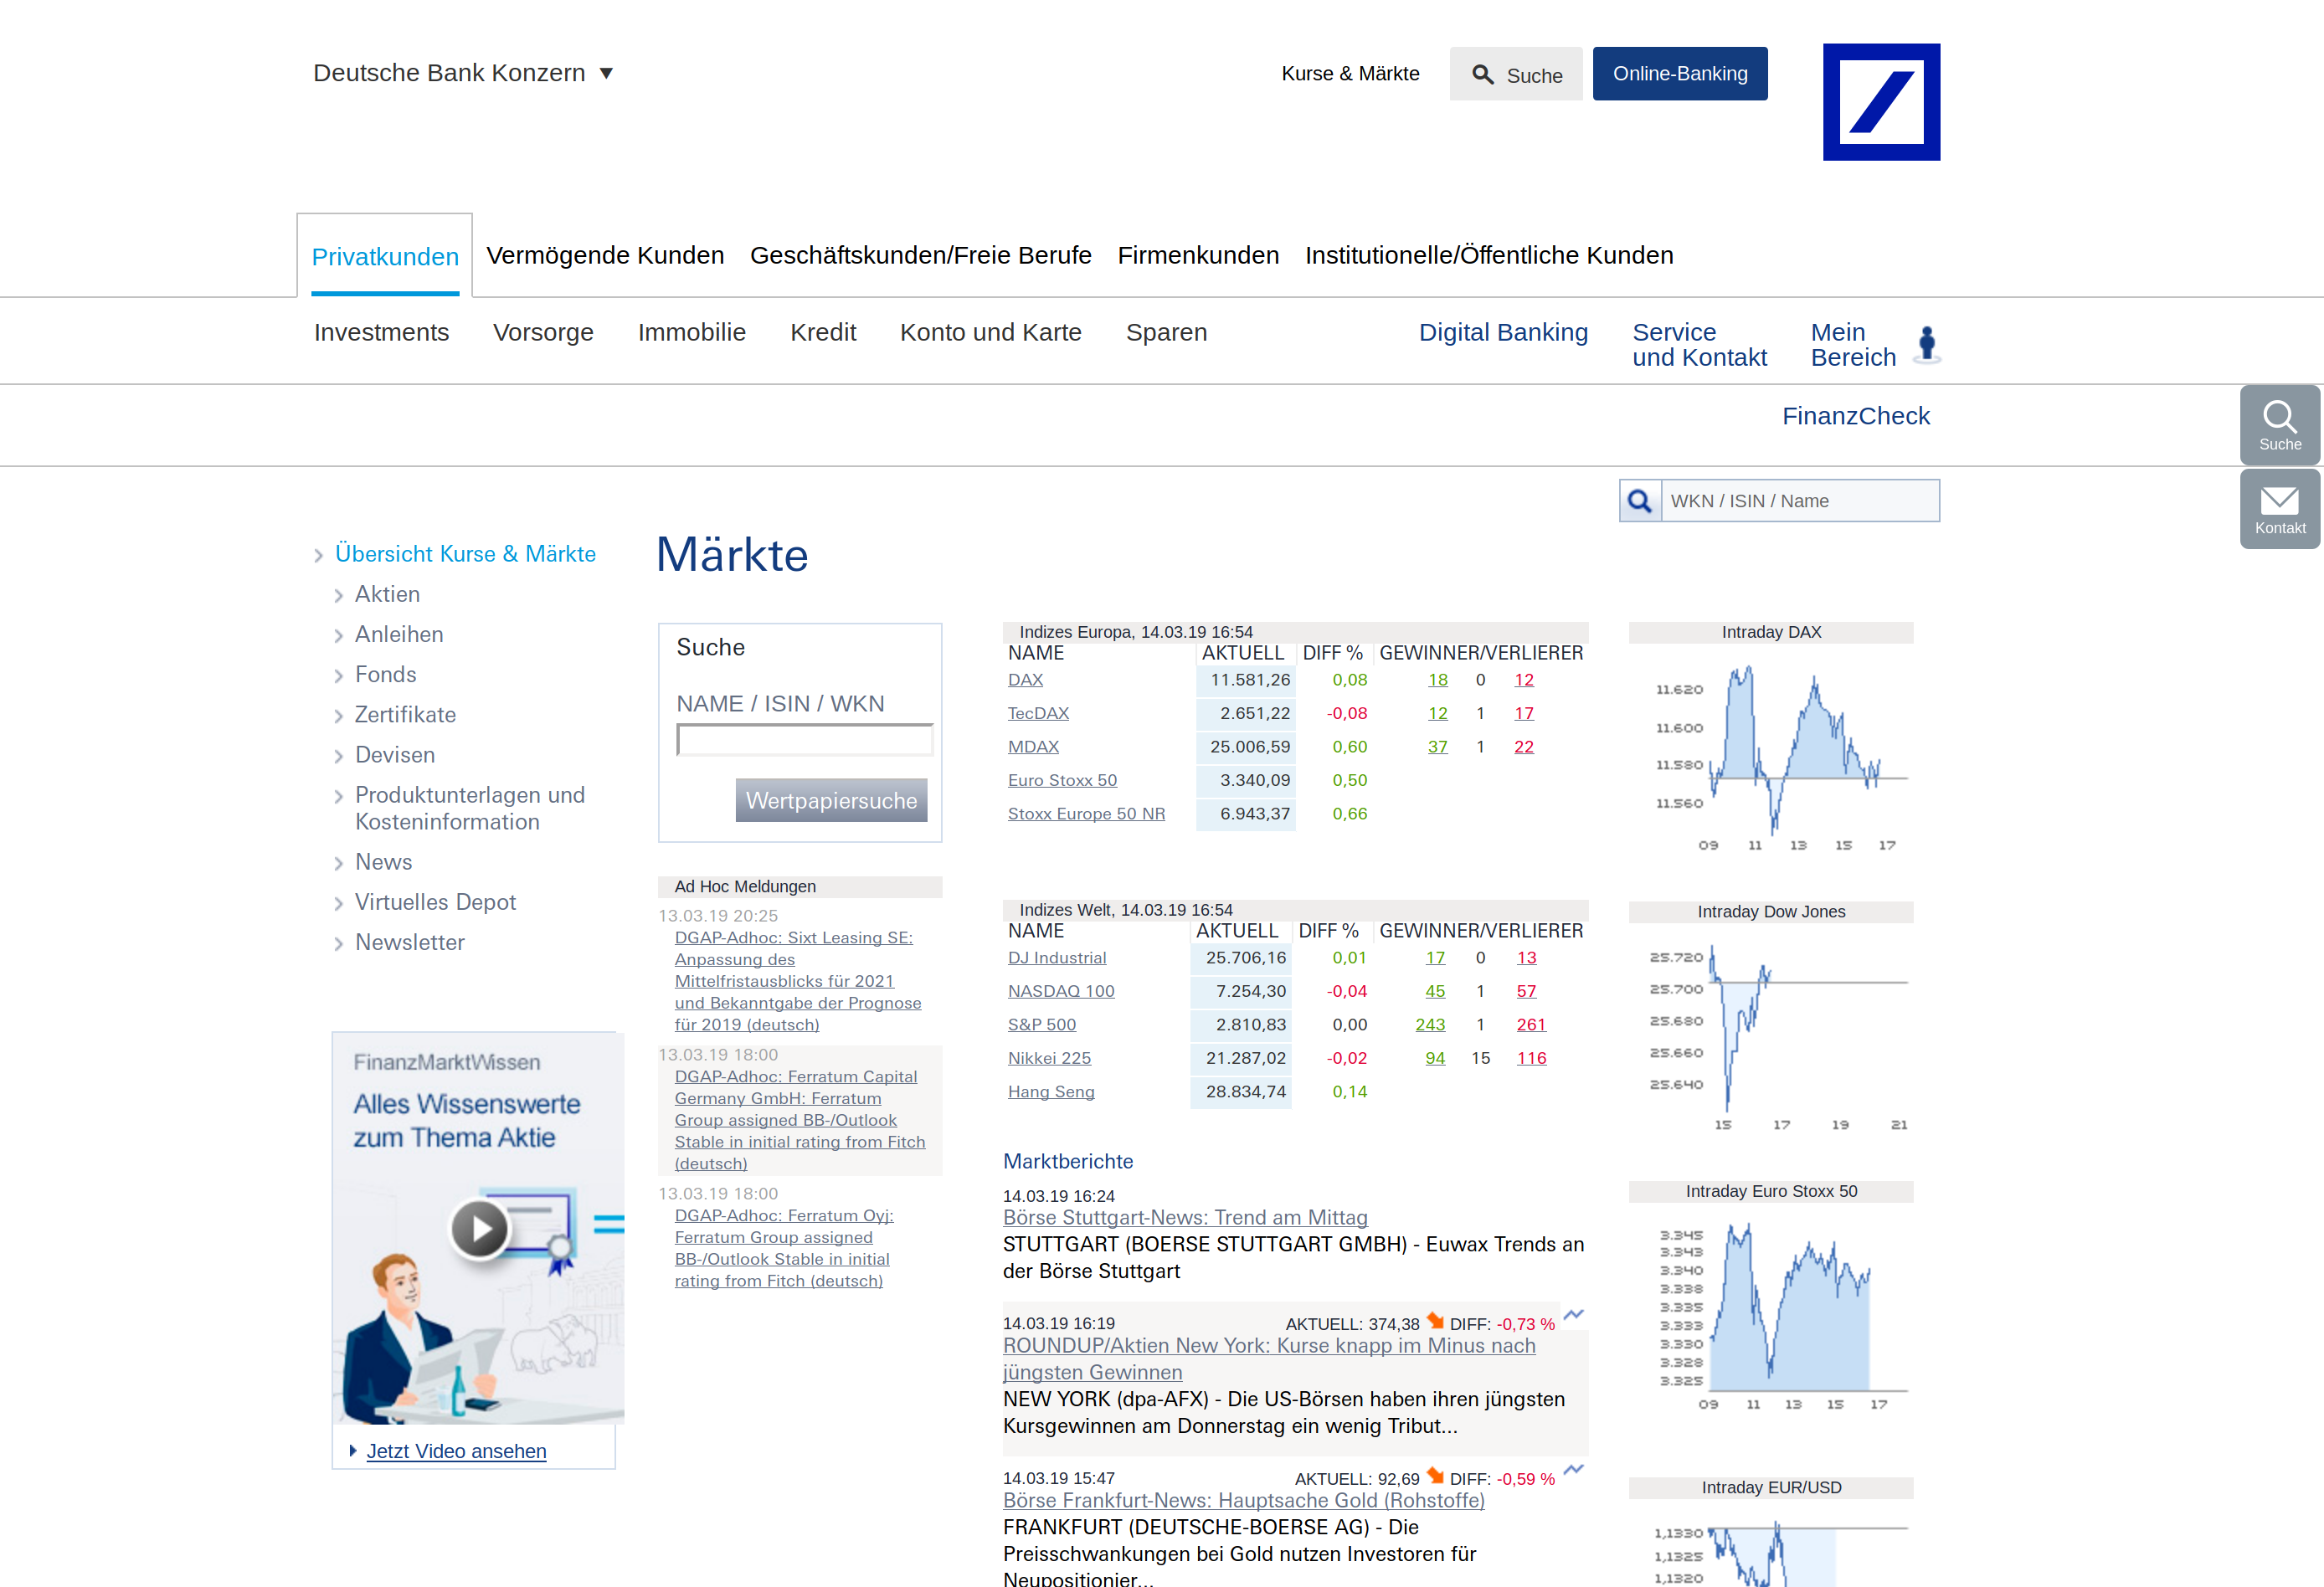 Deutsche Bank Konzern ▼
Kurse & Märkte
Suche
Online-Banking
Privatkunden
Vermögende Kunden
Geschäftskunden/Freie Berufe
Firmenkunden
Institutionelle/Öffentliche Kunden
Investments
Vorsorge
Immobilie
Kredit
Konto und Karte
Sparen
Digital Banking
Service
und Kontakt
Mein
Bereich
FinanzCheck
Suche
Kontakt
WKN / ISIN / Name
Übersicht Kurse & Märkte
Aktien
Anleihen
Fonds
Zertifikate
Devisen
Produktunterlagen und
Kosteninformation
News
Virtuelles Depot
Newsletter
FinanzMarktWissen
Alles Wissenswerte
zum Thema Aktie
Jetzt Video ansehen
Märkte
Suche
NAME / ISIN / WKN
Wertpapiersuche
Ad Hoc Meldungen
13.03.19 20:25
DGAP-Adhoc: Sixt Leasing SE:
Anpassung des
Mittelfristausblicks für 2021
und Bekanntgabe der Prognose
für 2019 (deutsch)
13.03.19 18:00
DGAP-Adhoc: Ferratum Capital
Germany GmbH: Ferratum
Group assigned BB-/Outlook
Stable in initial rating from Fitch
(deutsch)
13.03.19 18:00
DGAP-Adhoc: Ferratum Oyj:
Ferratum Group assigned
BB-/Outlook Stable in initial
rating from Fitch (deutsch)
Indizes Europa, 14.03.19 16:54
NAME AKTUELL DIFF % GEWINNER/VERLIERER
DAX 11.581,26 0,08 18 0 12
TecDAX 2.651,22 -0,08 12 1 17
MDAX 25.006,59 0,60 37 1 22
Euro Stoxx 50 3.340,09 0,50
Stoxx Europe 50 NR 6.943,37 0,66
Indizes Welt, 14.03.19 16:54
NAME AKTUELL DIFF % GEWINNER/VERLIERER
DJ Industrial 25.706,16 0,01 17 0 13
NASDAQ 100 7.254,30 -0,04 45 1 57
S&P 500 2.810,83 0,00 243 1 261
Nikkei 225 21.287,02 -0,02 94 15 116
Hang Seng 28.834,74 0,14
Marktberichte
14.03.19 16:24
Börse Stuttgart-News: Trend am Mittag
STUTTGART (BOERSE STUTTGART GMBH) - Euwax Trends an
der Börse Stuttgart
14.03.19 16:19 AKTUELL: 374,38 DIFF: -0,73 %
ROUNDUP/Aktien New York: Kurse knapp im Minus nach
jüngsten Gewinnen
NEW YORK (dpa-AFX) - Die US-Börsen haben ihren jüngsten
Kursgewinnen am Donnerstag ein wenig Tribut...
14.03.19 15:47 AKTUELL: 92,69 DIFF: -0,59 %
Börse Frankfurt-News: Hauptsache Gold (Rohstoffe)
FRANKFURT (DEUTSCHE-BOERSE AG) - Die
Preisschwankungen bei Gold nutzen Investoren für
Neupositionier...
Intraday DAX
11.620
11.600
11.580
11.560
09 11 13 15 17
Intraday Dow Jones
25.720
25.700
25.680
25.660
25.640
15 17 19 21
Intraday Euro Stoxx 50
3.345
3.343
3.340
3.338
3.335
3.333
3.330
3.328
3.325
09 11 13 15 17
Intraday EUR/USD
1,1330
1,1325
1,1320